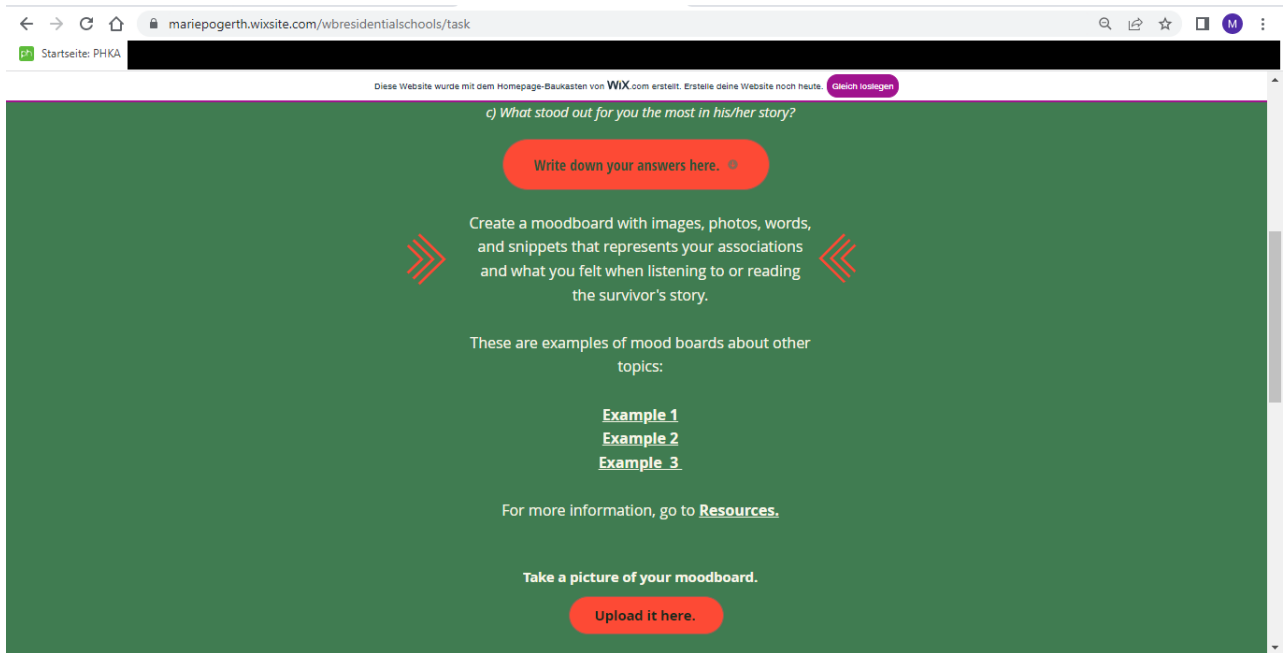 mariepogerth.wixsite.com/wbresidentialschools/task
M
ph Startseite: PHKA
Diese Website wurde mit dem Homepage-Baukasten von WiX.com erstellt. Erstelle deine Website noch heute. Gleich loslegen
c) What stood out for you the most in his/her story?
Write down your answers here.
Create a moodboard with images, photos, words,
and snippets that represents your associations
and what you felt when listening to or reading
the survivor's story.
These are examples of mood boards about other
topics:
Example 1
Example 2
Example 3
For more information, go to Resources.
Take a picture of your moodboard.
Upload it here.